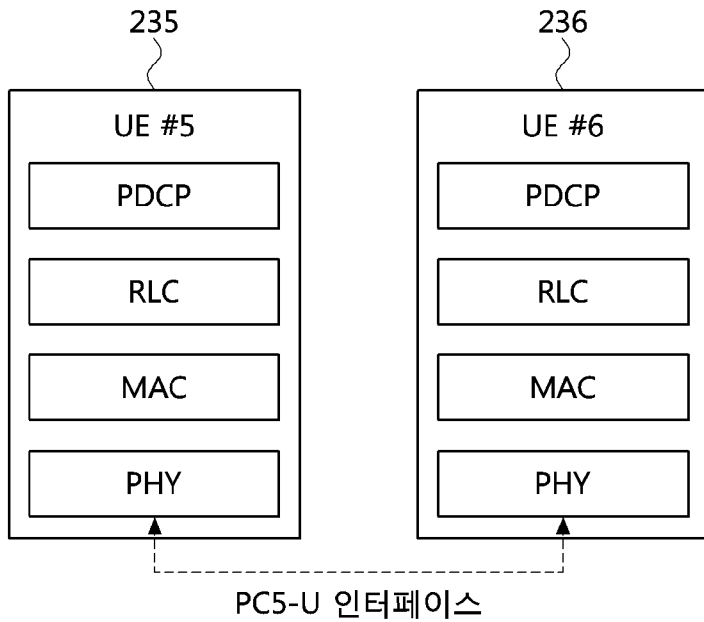 235
236
UE #5
UE #6
PDCP
PDCP
RLC
RLC
MAC
MAC
PHY
PHY
PC5-U 인터페이스